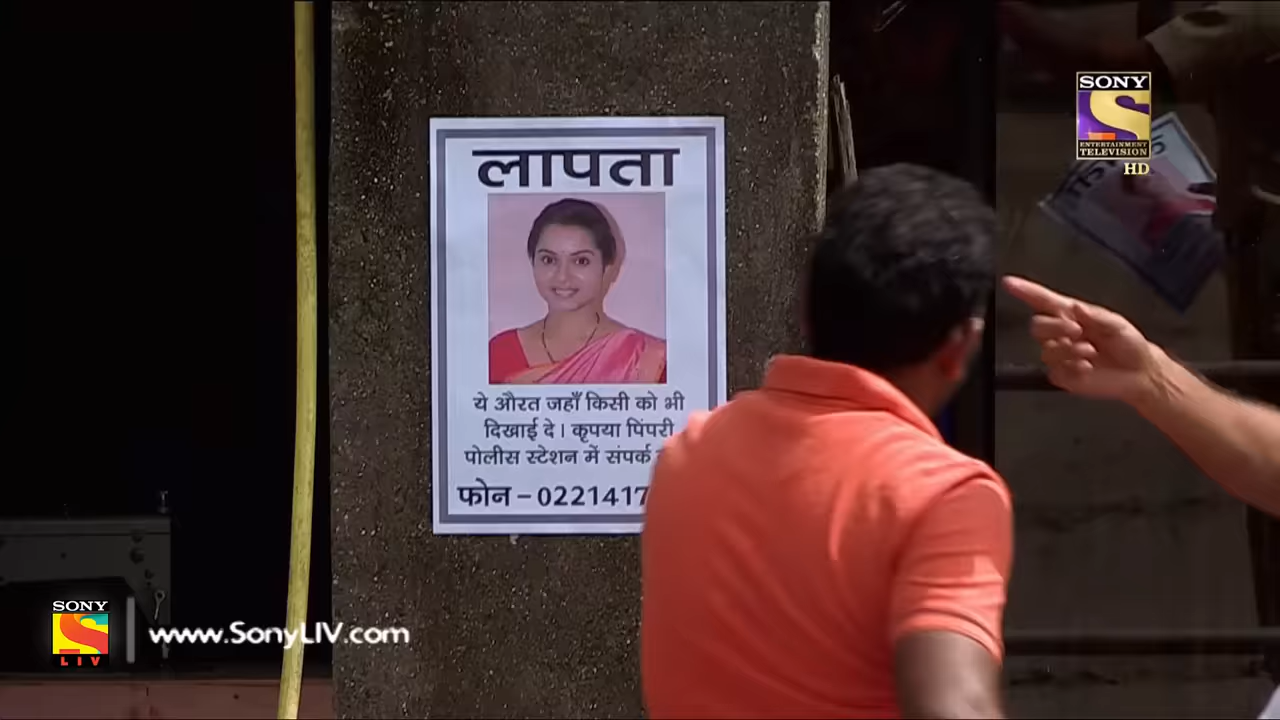 लापता
ये औरत जहाँ किसी को भी
दिखाई दे। कृपया पिंपरी
पोलीस स्टेशन में संपर्क
फोन – 0221417
SONY
ENTERTAINMENT
TELEVISION
HD
SONY
LIV
www.SonyLIV.com